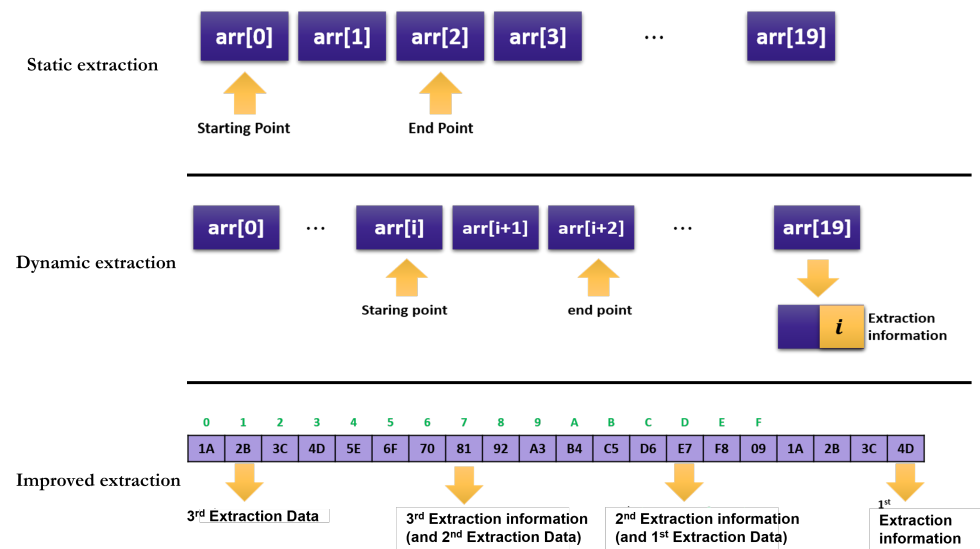 arr[0] arr[1] arr[2] arr[3] ... arr[19]
Static extraction
Starting Point End Point
arr[0] ... arr[i] arr[i+1] arr[i+2] ... arr[19]
Dynamic extraction
Staring point end point
i
Extraction
information
0 1 2 3 4 5 6 7 8 9 A B C D E F
1A 2B 3C 4D 5E 6F 70 81 92 A3 B4 C5 D6 E7 F8 09 1A 2B 3C 4D
Improved extraction
3rd Extraction Data
3rd Extraction information
(and 2nd Extraction Data)
2nd Extraction information
(and 1st Extraction Data)
1st
Extraction
information